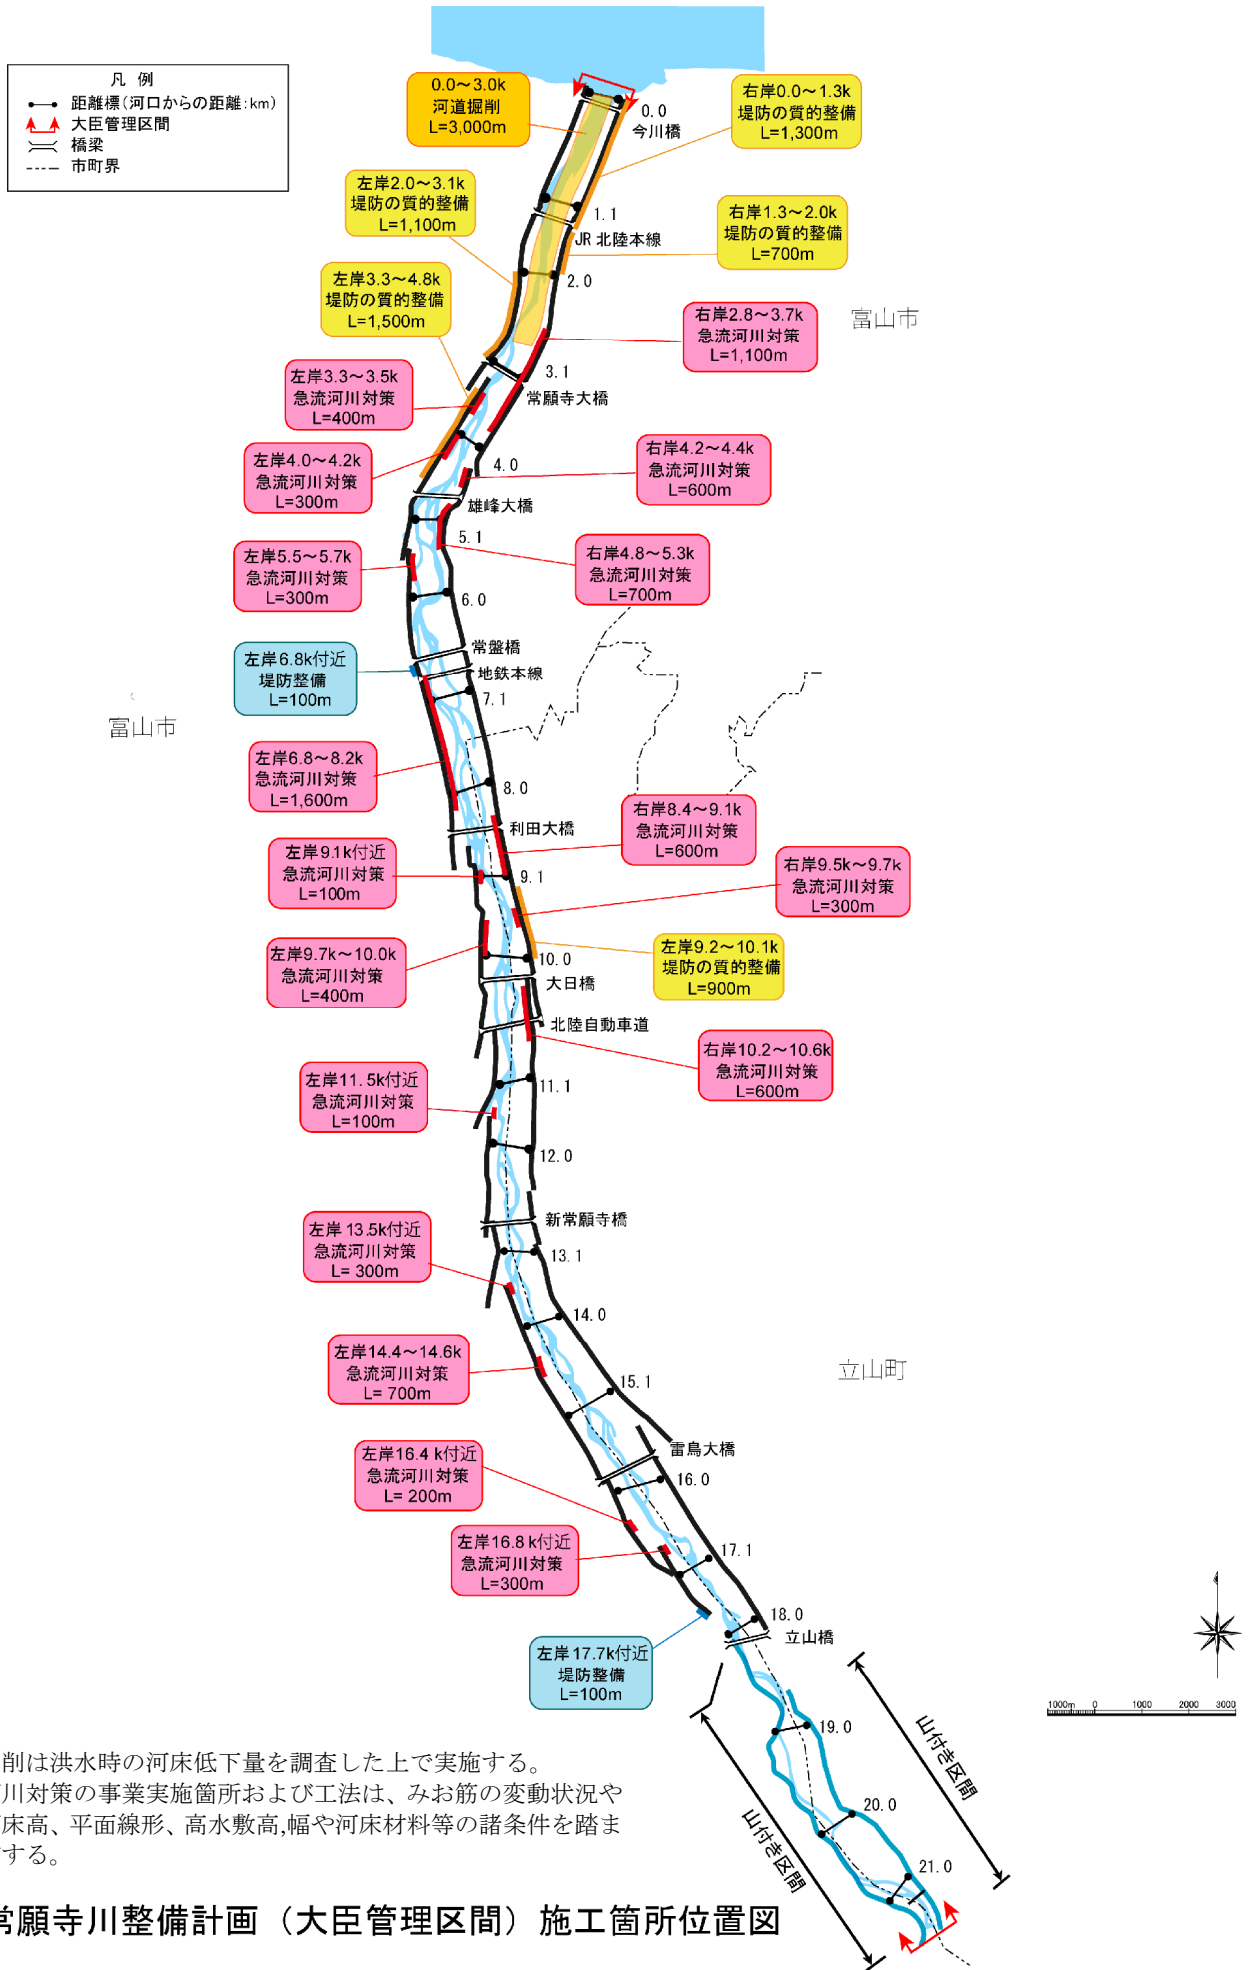 凡 例
距離標(河口からの距離:km)
大臣管理区間
橋梁
市町界
0.0～3.0k
河道掘削
L=3,000m
0.0
今川橋
右岸0.0～1.3k
堤防の質的整備
L=1,300m
左岸2.0～3.1k
堤防の質的整備
L=1,100m
1.1
JR 北陸本線
右岸1.3～2.0k
堤防の質的整備
L=700m
左岸3.3～4.8k
堤防の質的整備
L=1,500m
2.0
富山市
右岸2.8～3.7k
急流河川対策
L=1,100m
左岸3.3～3.5k
急流河川対策
L=400m
3.1
常願寺大橋
左岸4.0～4.2k
急流河川対策
L=300m
4.0
右岸4.2～4.4k
急流河川対策
L=600m
雄峰大橋
5.1
左岸5.5～5.7k
急流河川対策
L=300m
右岸4.8～5.3k
急流河川対策
L=700m
6.0
常盤橋
左岸6.8k付近
堤防整備
L=100m
地鉄本線
7.1
富山市
左岸6.8～8.2k
急流河川対策
L=1,600m
8.0
右岸8.4～9.1k
急流河川対策
L=600m
利田大橋
左岸9.1k付近
急流河川対策
L=100m
9.1
右岸9.5k～9.7k
急流河川対策
L=300m
左岸9.7k～10.0k
急流河川対策
L=400m
左岸9.2～10.1k
堤防の質的整備
L=900m
10.0
大日橋
北陸自動車道
右岸10.2～10.6k
急流河川対策
L=600m
左岸11.5k付近
急流河川対策
L=100m
11.1
12.0
新常願寺橋
左岸 13.5k付近
急流河川対策
L= 300m
13.1
14.0
左岸14.4～14.6k
急流河川対策
L= 700m
立山町
15.1
雷鳥大橋
左岸16.4 k付近
急流河川対策
L= 200m
16.0
左岸16.8 k付近
急流河川対策
L=300m
17.1
18.0
立山橋
左岸17.7k付近
堤防整備
L=100m
1000m 0 1000 2000 3000
19.0
山付き区間
20.0
山付き区間
21.0
削は洪水時の河床低下量を調査した上で実施する。
川対策の事業実施箇所および工法は、みお筋の変動状況や
床高、平面線形、高水敷高,幅や河床材料等の諸条件を踏ま
する。
常願寺川整備計画（大臣管理区間）施工箇所位置図